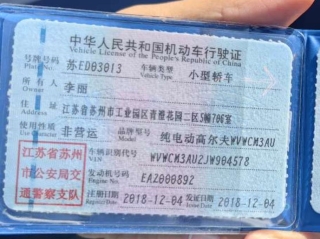 中华人民共和国机动车行驶证
Vehicle License of the People's Republic of China
号牌号码 苏ED03013 车辆类型 小型轿车
Plate No. Vehicle Type
所有人 李丽
Owner
住址 江苏省苏州市工业园区青澄花园二区5幢706室
Address
使用性质 非营运 品牌型号 纯电动高尔夫WVWCM3AU
Use Character Model
江苏省苏州 车辆识别代号 WVWCM3AU2JW904578
市公安局交 VIN
通警察支队 发动机号码 EAZ000892
Engine No.
注册日期 2018-12-04 发证日期 2018-12-04
Register Date Issue Date